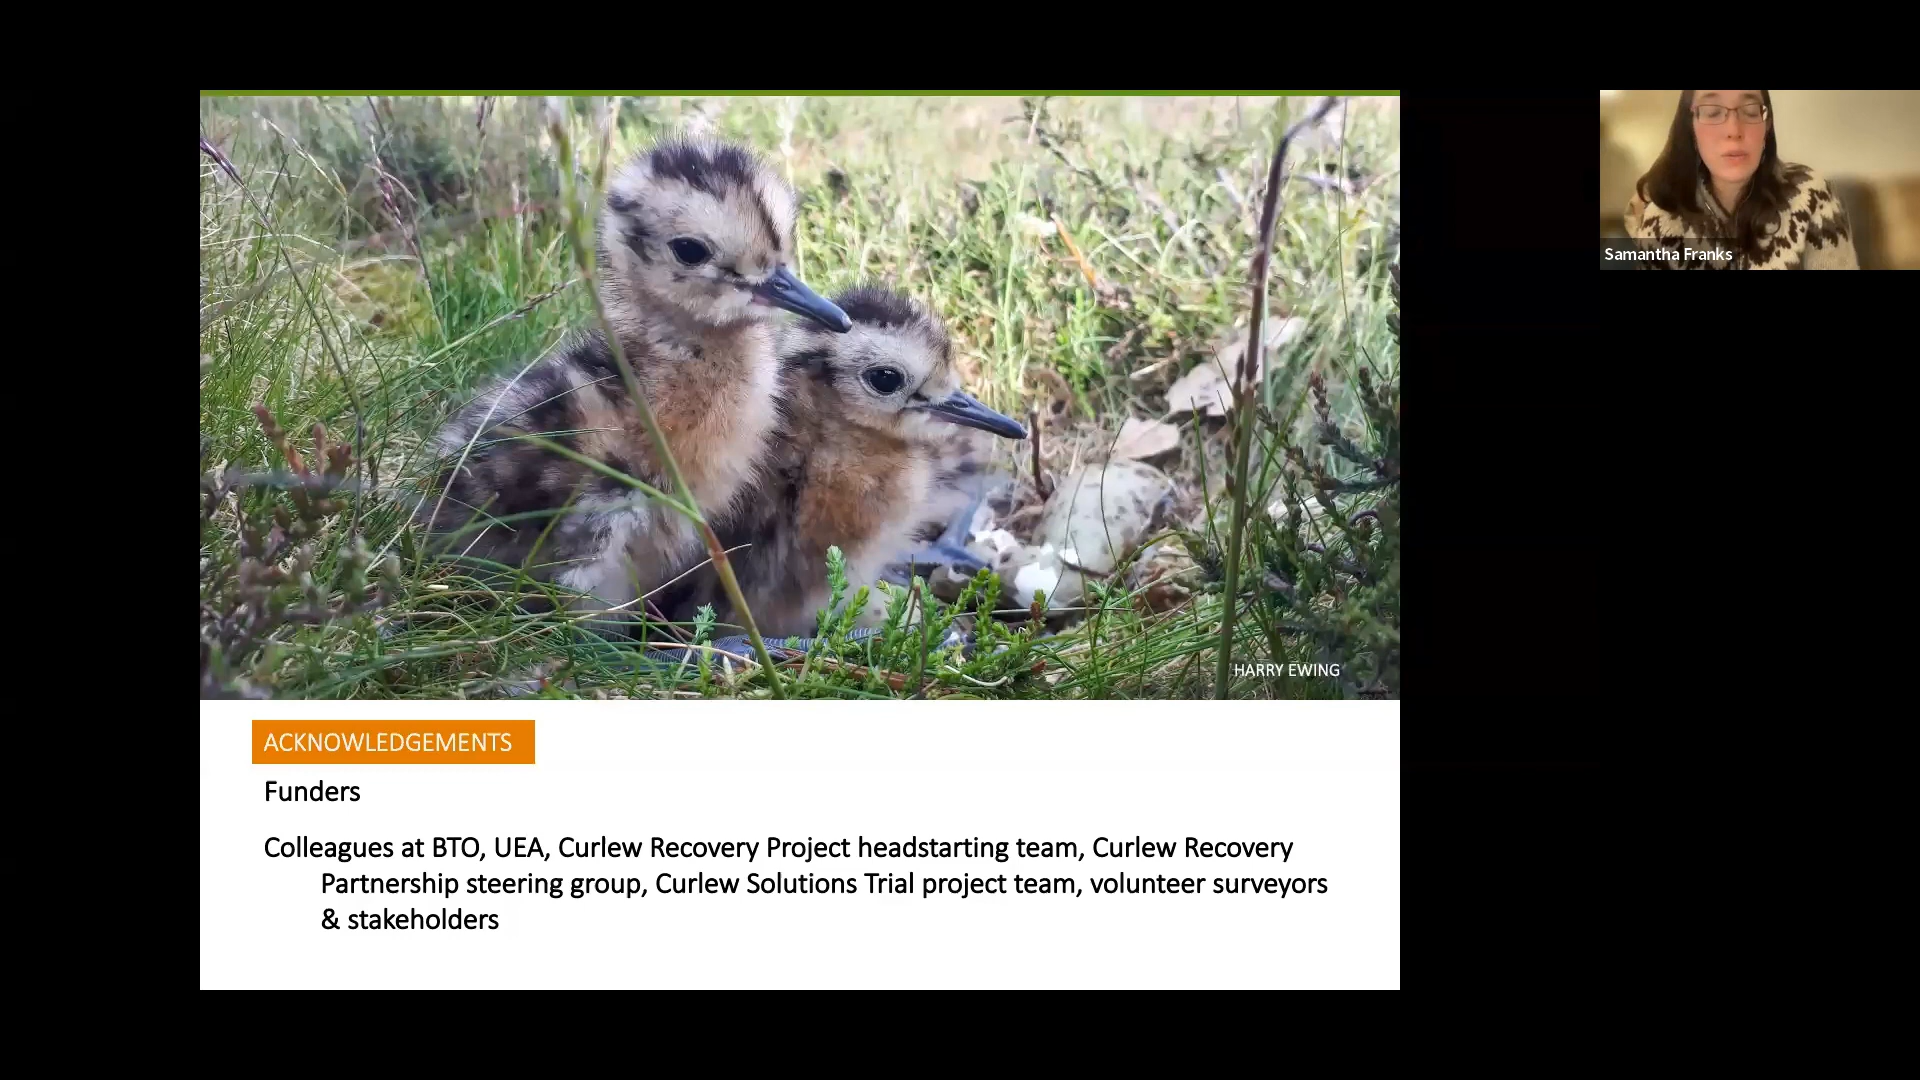 Samantha Franks
HARRY EWING
ACKNOWLEDGEMENTS
Funders
Colleagues at BTO, UEA, Curlew Recovery Project headstarting team, Curlew Recovery
Partnership steering group, Curlew Solutions Trial project team, volunteer surveyors
& stakeholders